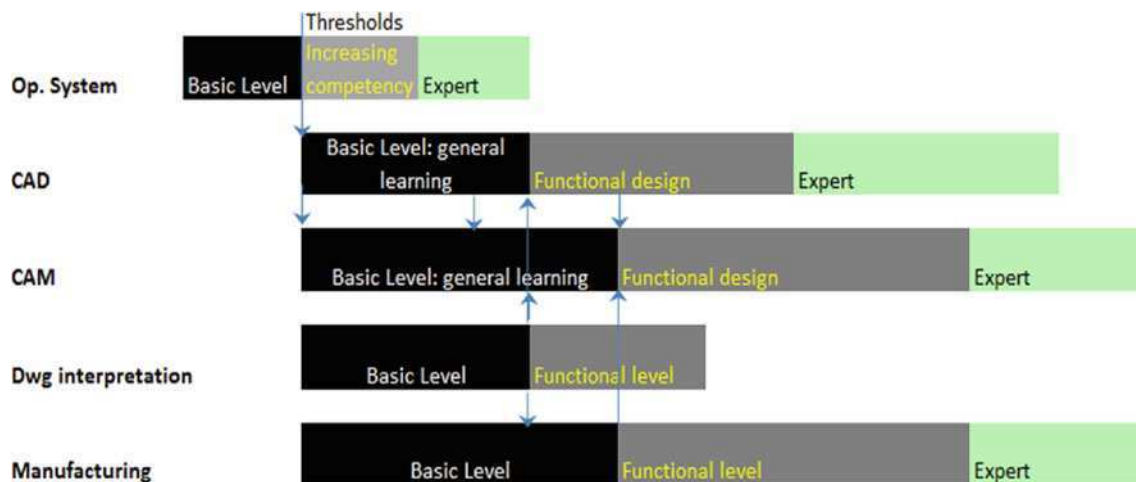 Thresholds
Increasing
Op. System Basic Level competency Expert
Basic Level: general
CAD learning Functional design Expert
CAM Basic Level: general learning Functional design Expert
Dwg interpretation Basic Level Functional level
Manufacturing Basic Level Functional level Expert